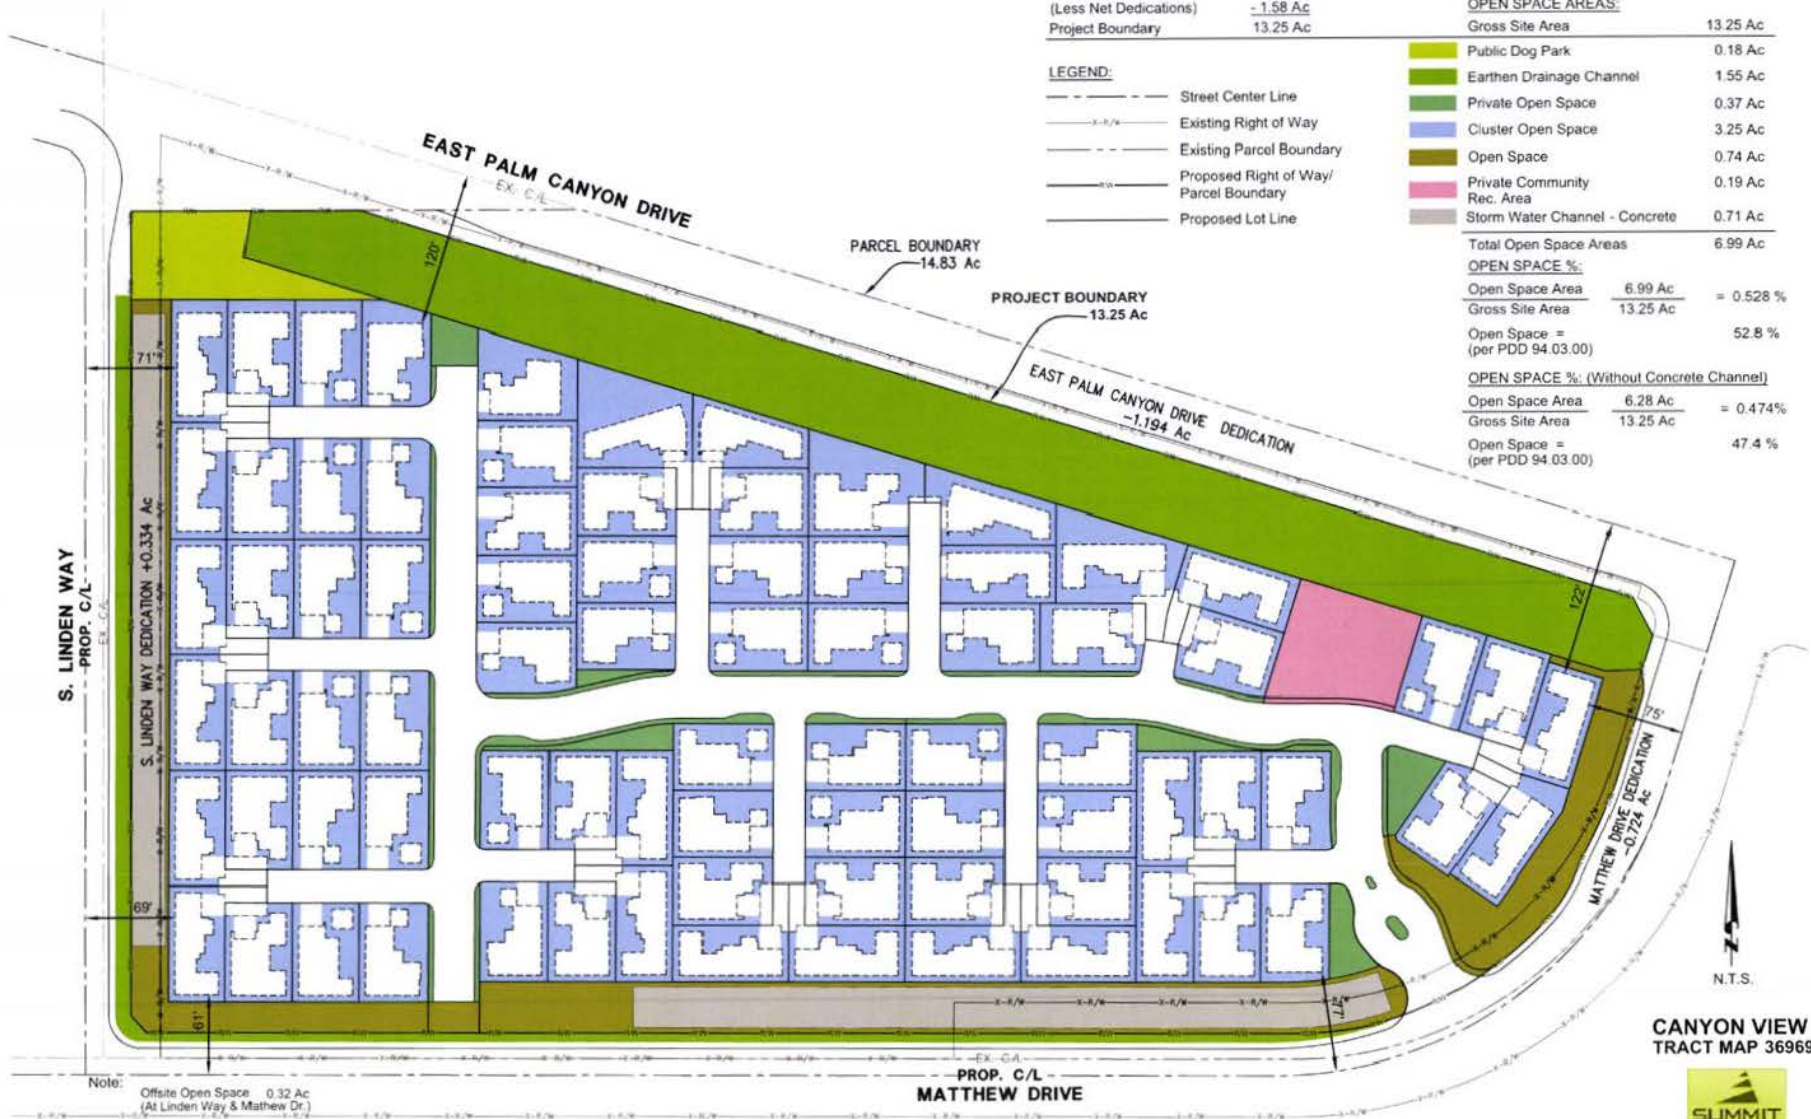 (Less Net Dedications) - 1.58 Ac
Project Boundary 13.25 Ac
OPEN SPACE AREAS:
Gross Site Area 13.25 Ac
Public Dog Park 0.18 Ac
Earthen Drainage Channel 1.55 Ac
Private Open Space 0.37 Ac
Cluster Open Space 3.25 Ac
Open Space 0.74 Ac
Private Community 0.19 Ac
Rec. Area
Storm Water Channel - Concrete 0.71 Ac
Total Open Space Areas 6.99 Ac
OPEN SPACE %:
Open Space Area 6.99 Ac = 0.528 %
Gross Site Area 13.25 Ac
Open Space = 52.8 %
(per PDD 94.03.00)
OPEN SPACE %: (Without Concrete Channel)
Open Space Area 6.28 Ac = 0.474%
Gross Site Area 13.25 Ac
Open Space = 47.4 %
(per PDD 94.03.00)
LEGEND:
Street Center Line
X-R/W Existing Right of Way
Existing Parcel Boundary
R/W Proposed Right of Way/
Parcel Boundary
Proposed Lot Line
EAST PALM CANYON DRIVE
EX. C/L
120'
PARCEL BOUNDARY
14.83 Ac
PROJECT BOUNDARY
13.25 Ac
EAST PALM CANYON DRIVE DEDICATION
-1.194 Ac
122'
75'
MATTHEW DRIVE DEDICATION
-0.724 Ac
S. LINDEN WAY
PROP. C/L
EX. C/L
71'
S. LINDEN WAY DEDICATION +0.334 Ac
69'
61'
77'
X-R/W X-R/W X-R/W X-R/W
EX. C/L
PROP. C/L
MATTHEW DRIVE
Note:
Offsite Open Space 0.32 Ac
(At Linden Way & Mathew Dr.)
N.T.S.
CANYON VIEW
TRACT MAP 36969
SUMMIT